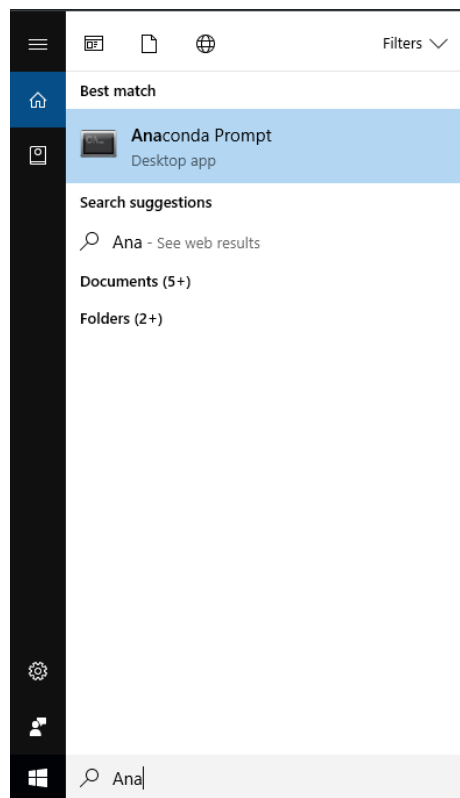 Filters
Best match
Anaconda Prompt
Desktop app
Search suggestions
Ana - See web results
Documents (5+)
Folders (2+)
Ana